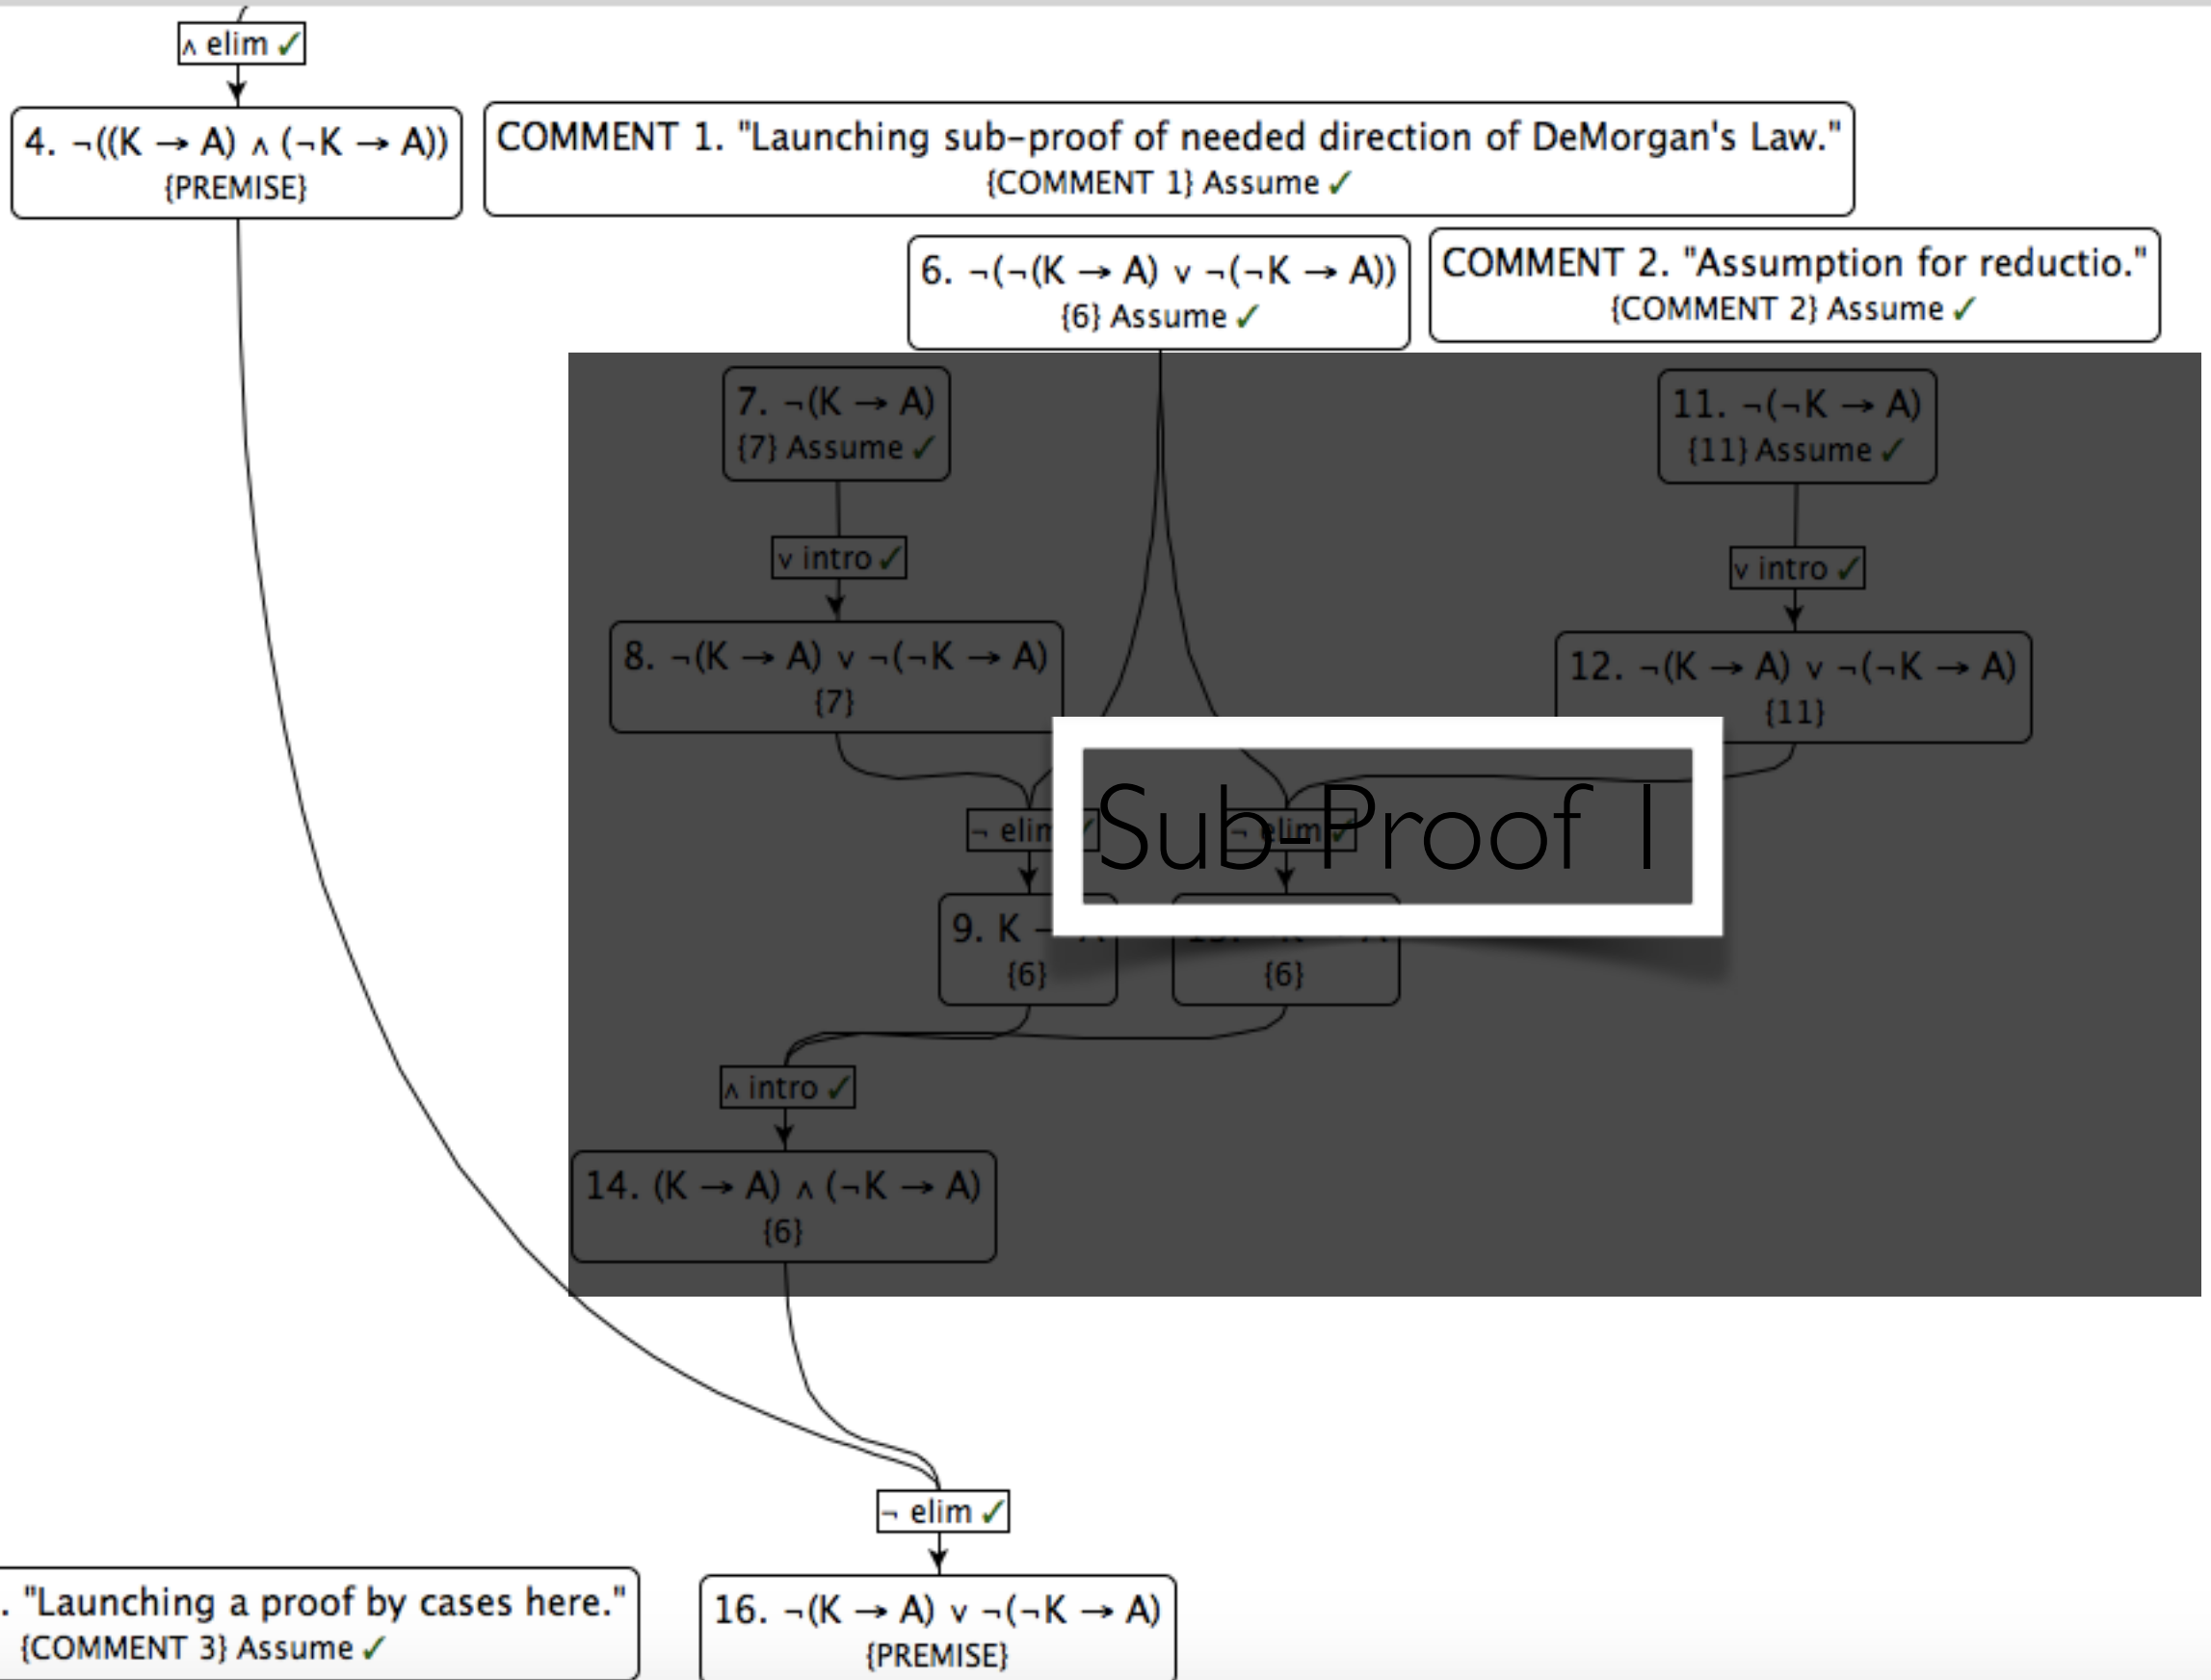 ∧ elim ✓
4. ¬((K → A) ∧ (¬K → A))
{PREMISE}
COMMENT 1. "Launching sub-proof of needed direction of DeMorgan's Law."
{COMMENT 1} Assume ✓
6. ¬(¬(K → A) ∨ ¬(¬K → A))
{6} Assume ✓
COMMENT 2. "Assumption for reductio."
{COMMENT 2} Assume ✓
7. ¬(K → A)
{7} Assume ✓
11. ¬(¬K → A)
{11} Assume ✓
∨ intro ✓
∨ intro ✓
8. ¬(K → A) ∨ ¬(¬K → A)
{7}
12. ¬(K → A) ∨ ¬(¬K → A)
{11}
¬ elim ✓
¬ elim ✓
Sub-Proof 1
9. K A
{6}
{6}
∧ intro ✓
14. (K → A) ∧ (¬K → A)
{6}
¬ elim ✓
. "Launching a proof by cases here."
{COMMENT 3} Assume ✓
16. ¬(K → A) ∨ ¬(¬K → A)
{PREMISE}